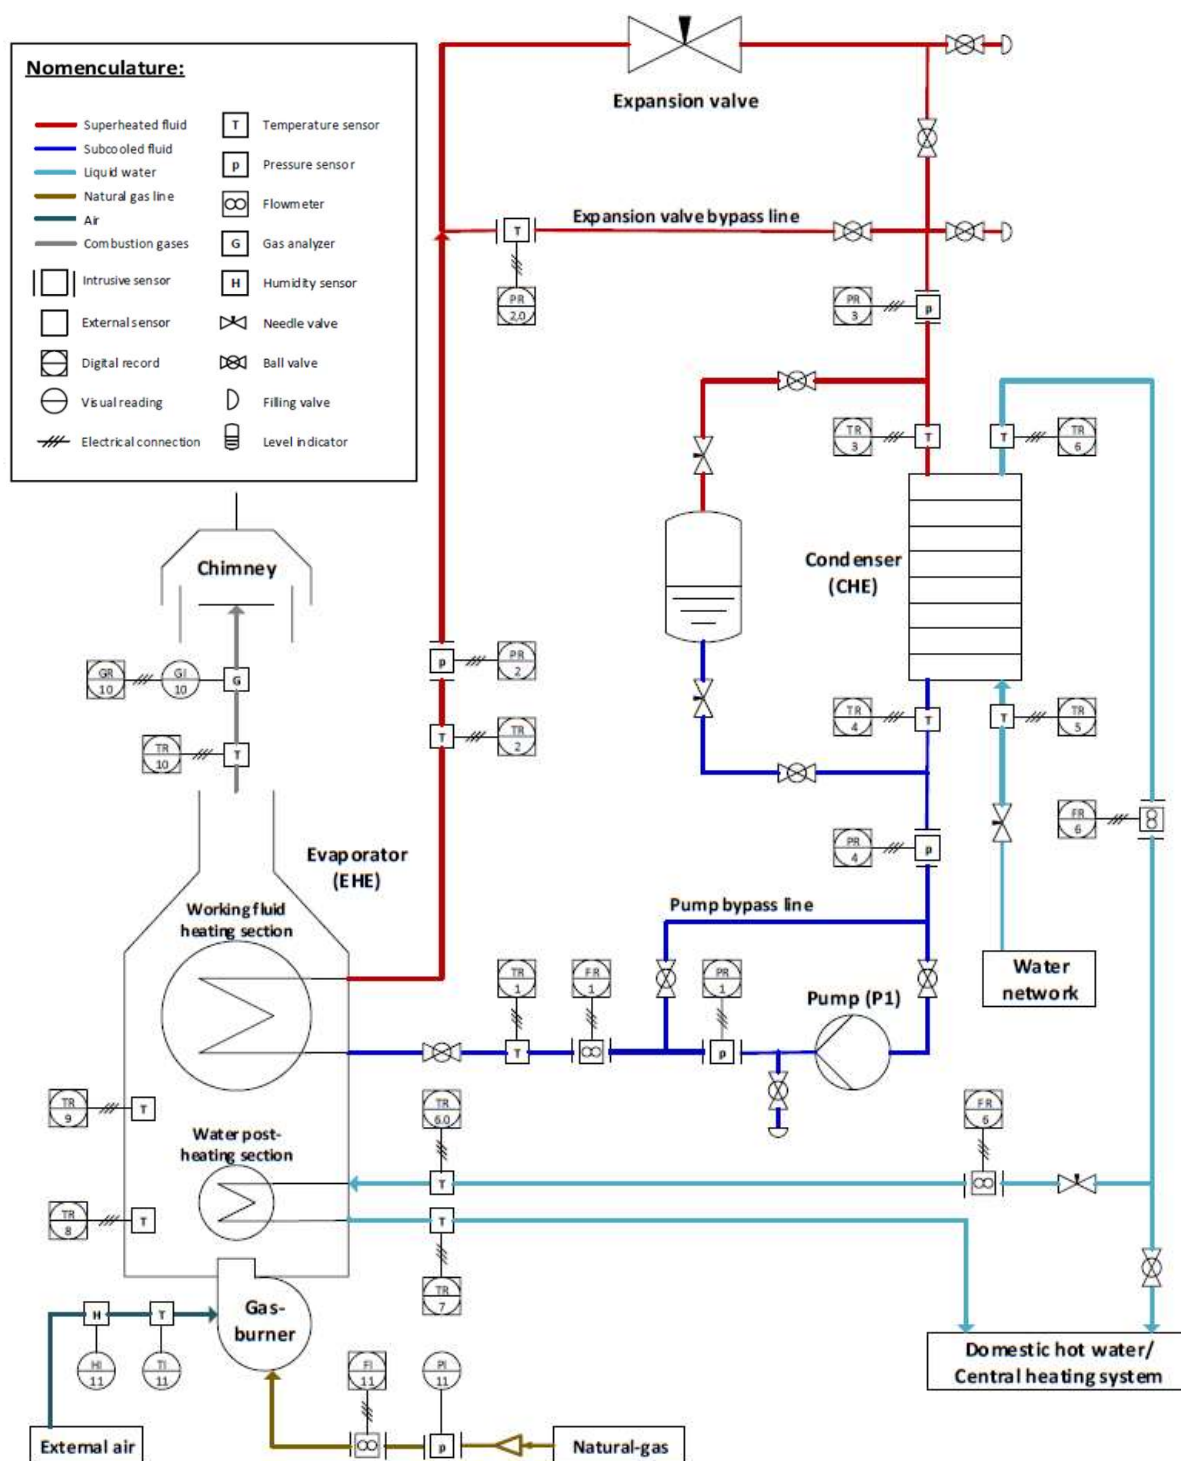 Nomenculature:
Superheated fluid
Subcooled fluid
Liquid water
Natural gas line
Air
Combustion gases
Intrusive sensor
External sensor
Digital record
Visual reading
Electrical connection
T Temperature sensor
p Pressure sensor
Flowmeter
G Gas analyzer
H Humidity sensor
Needle valve
Ball valve
Filling valve
Level indicator
Expansion valve
Expansion valve bypass line
T
PR
2,0
PR
3
p
TR
3
T
T
TR
6
Condenser
(CHE)
Chimney
GR
10
GI
10
G
TR
10
T
p
PR
2
T
TR
2
TR
4
T
T
TR
5
PR
4
p
FR
6
Evaporator
(EHE)
Working fluid
heating section
Pump bypass line
TR
1
FR
1
PR
1
Pump (P1)
T
p
Water
network
TR
9
T
Water post-
heating section
TR
6.0
T
FR
6
TR
8
T
T
TR
7
Gas-
burner
H
T
HI
11
TI
11
FI
11
PI
11
p
Domestic hot water/
Central heating system
External air
Natural-gas